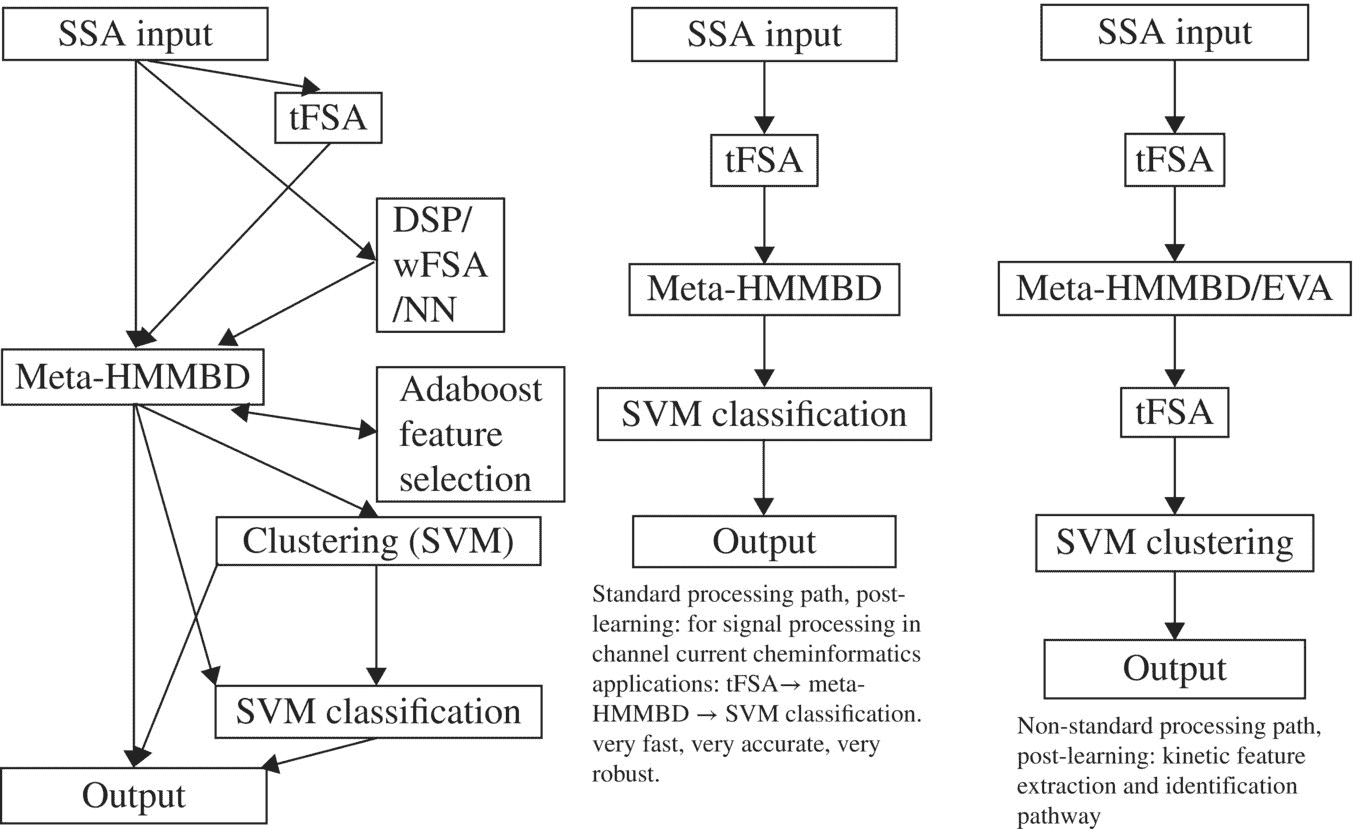 SSA input
tFSA
DSP/
wFSA
/NN
Meta-HMMBD
Adaboost
feature
selection
Clustering (SVM)
SVM classification
Output
SSA input
tFSA
Meta-HMMBD
SVM classification
Output
Standard processing path, post-
learning: for signal processing in
channel current cheminformatics
applications: tFSA→ meta-
HMMBD → SVM classification.
very fast, very accurate, very
robust.
SSA input
tFSA
Meta-HMMBD/EVA
tFSA
SVM clustering
Output
Non-standard processing path,
post-learning: kinetic feature
extraction and identification
pathway